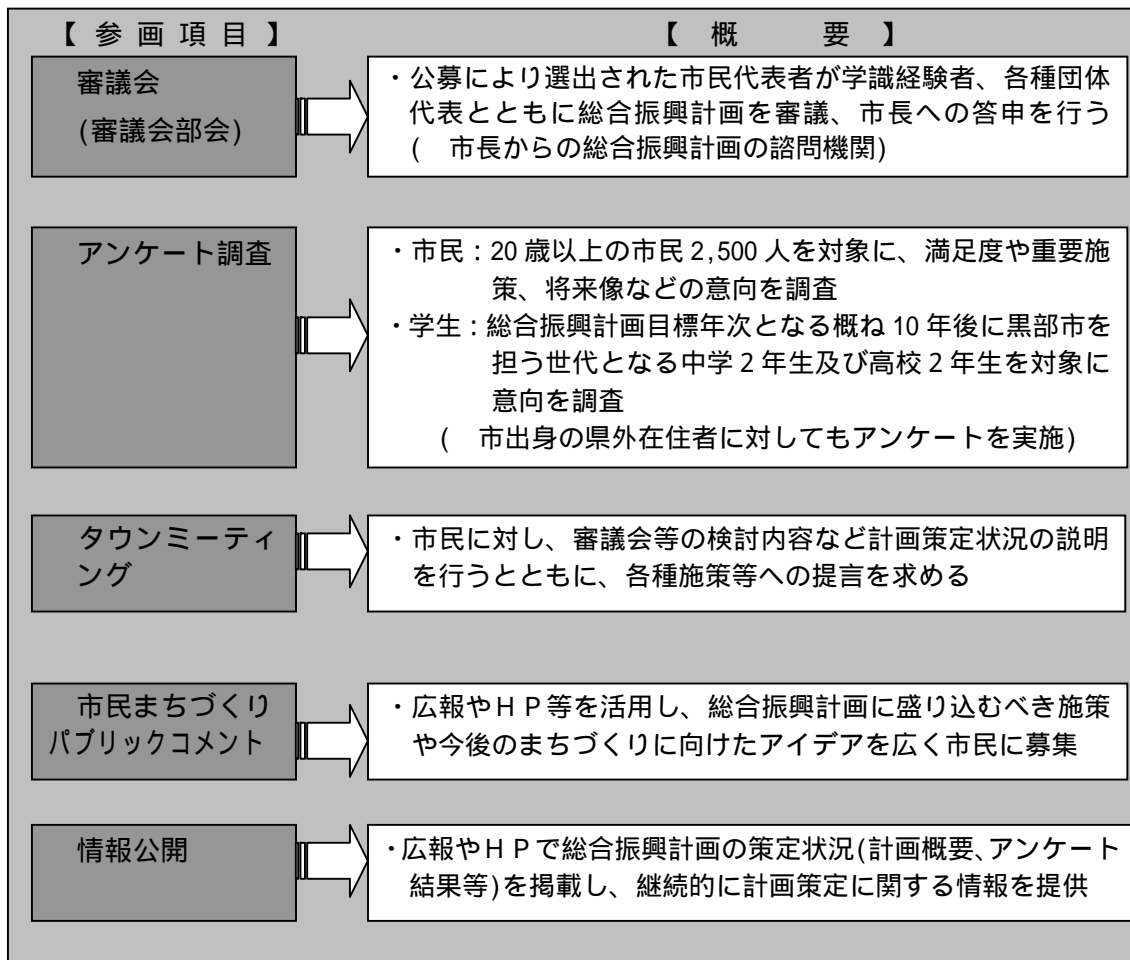 【 参 画 項 目 】
【 概 要 】
審議会
(審議会部会)
・公募により選出された市民代表者が学識経験者、各種団体
代表とともに総合振興計画を審議、市長への答申を行う
( 市長からの総合振興計画の諮問機関)
アンケート調査
・市民：20 歳以上の市民 2,500 人を対象に、満足度や重要施
策、将来像などの意向を調査
・学生：総合振興計画目標年次となる概ね 10 年後に黒部市を
担う世代となる中学 2 年生及び高校 2 年生を対象に
意向を調査
( 市出身の県外在住者に対してもアンケートを実施)
タウンミーティ
ング
・市民に対し、審議会等の検討内容など計画策定状況の説明
を行うとともに、各種施策等への提言を求める
市民まちづくり
パブリックコメント
・広報やＨＰ等を活用し、総合振興計画に盛り込むべき施策
や今後のまちづくりに向けたアイデアを広く市民に募集
情報公開
・広報やＨＰで総合振興計画の策定状況(計画概要、アンケート
結果等)を掲載し、継続的に計画策定に関する情報を提供